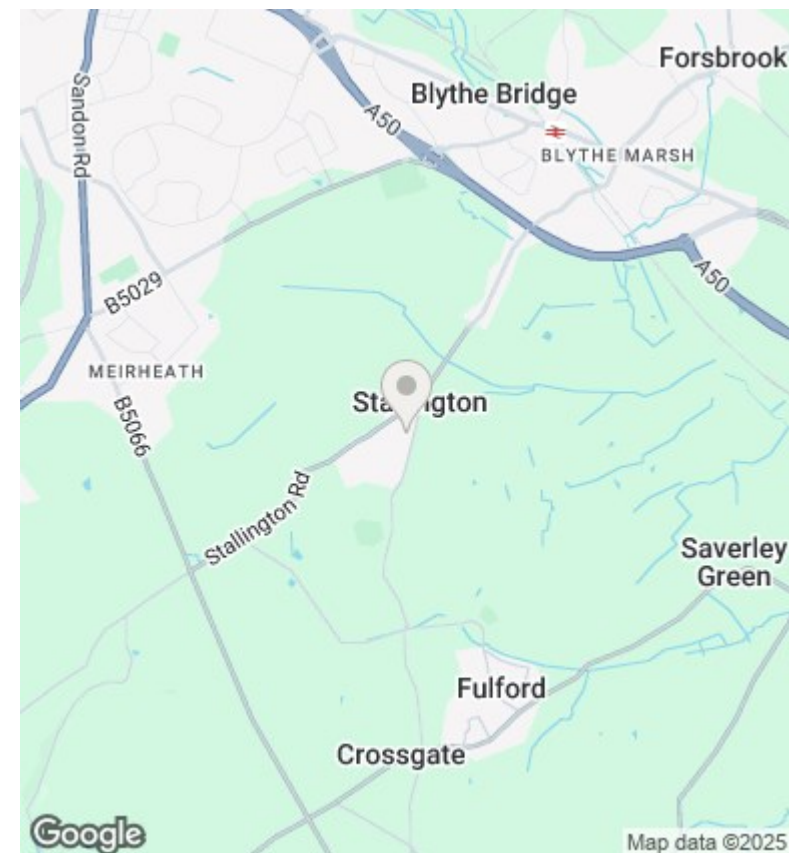 Forsbrook
Blythe Bridge
A50
BLYTHE MARSH
Sandon Rd
A50
B5029
MEIRHEATH
Stallington
B5066
Stallington Rd
Saverley
Green
Fulford
Crossgate
Google
Map data ©2025